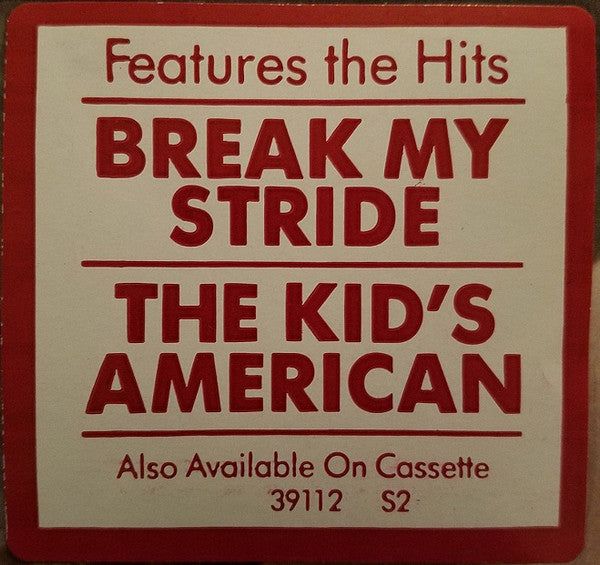 Features the Hits
BREAK MY
STRIDE
THE KID'S
AMERICAN
Also Available On Cassette
39112 S2